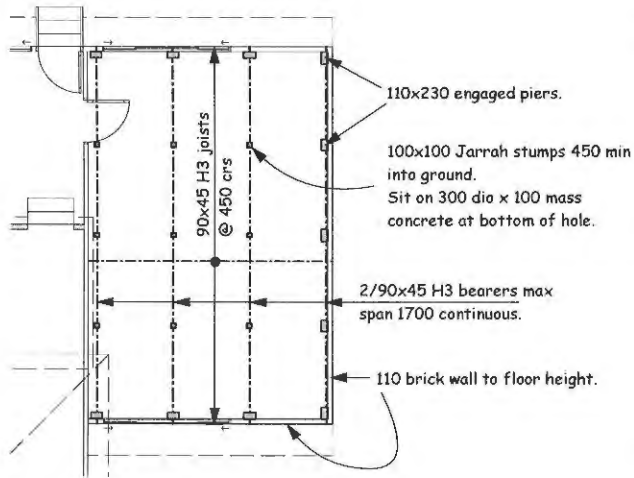 110x230 engaged piers.
100x100 Jarrah stumps 450 min
into ground.
Sit on 300 dia x 100 mass
concrete at bottom of hole.
90x45 H3 joists
@ 450 crs
2/90x45 H3 bearers max
span 1700 continuous.
110 brick wall to floor height.